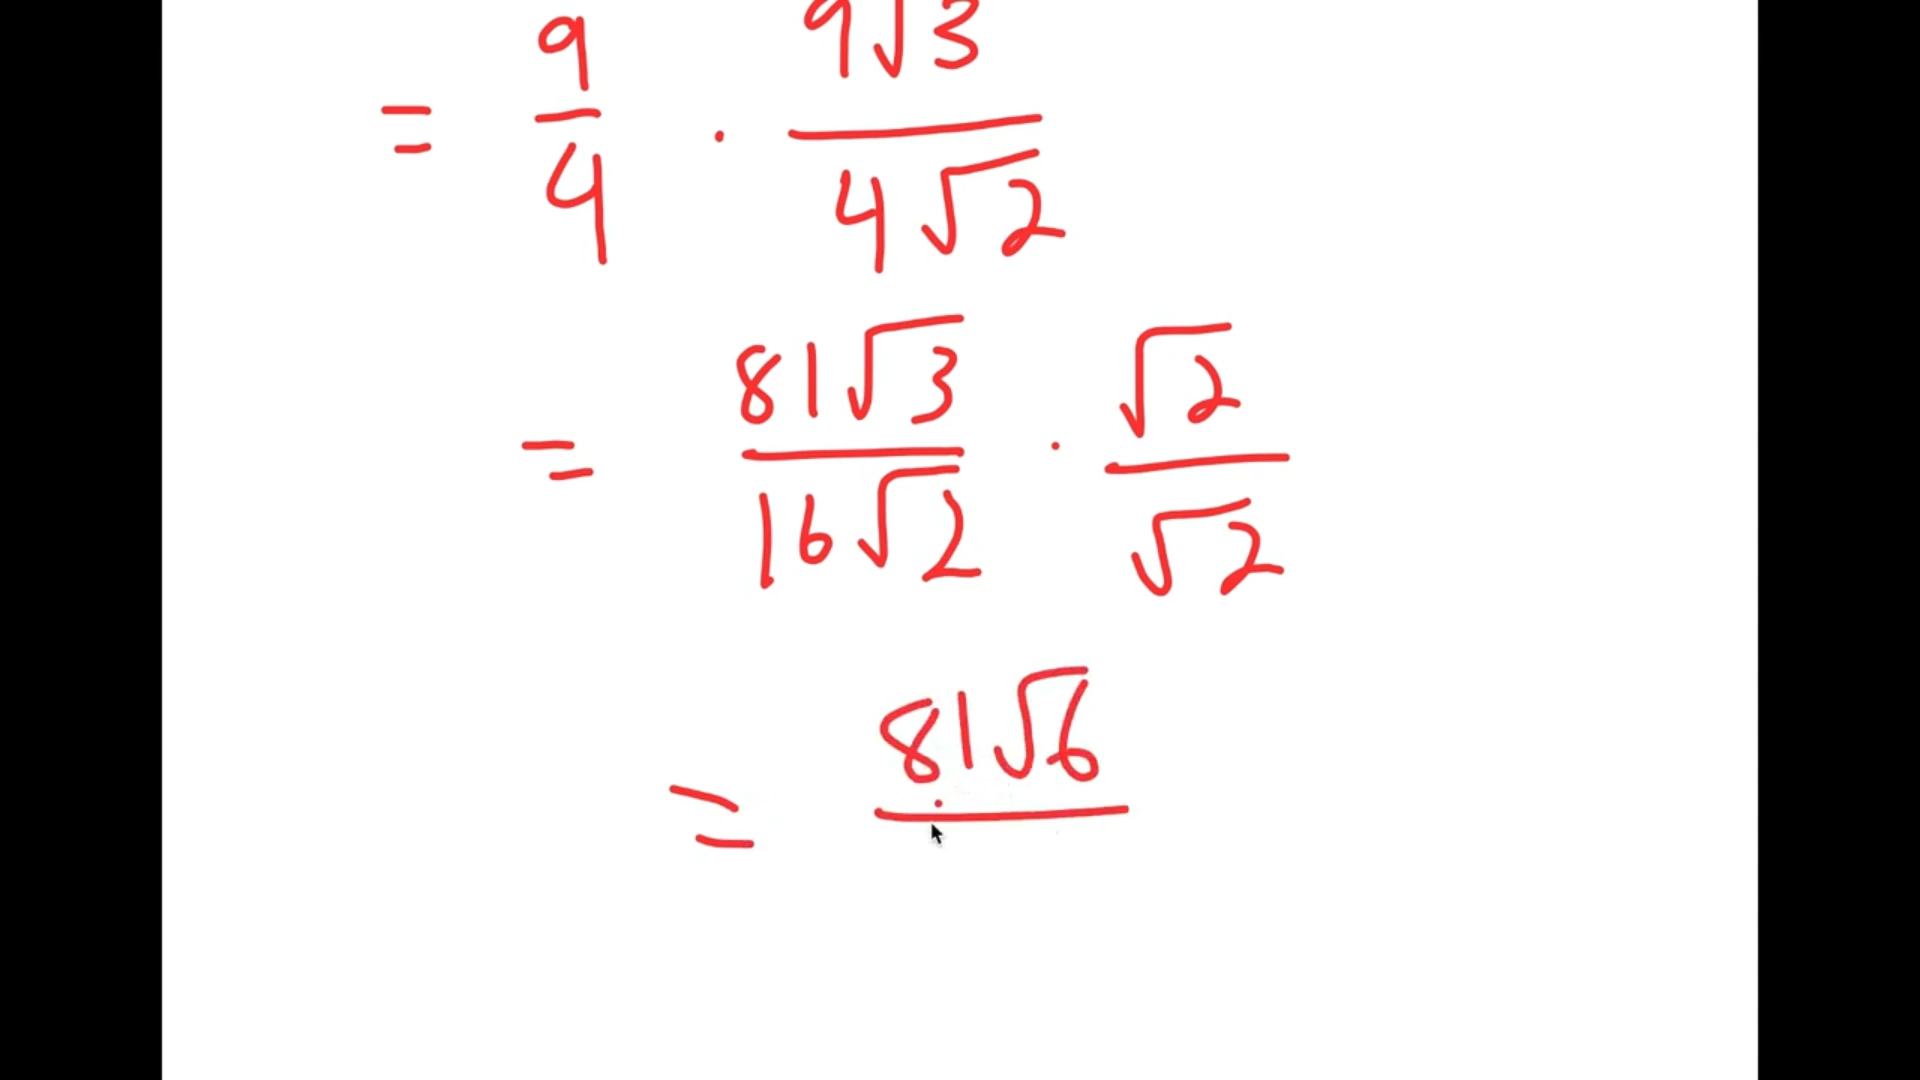 = 9/4 · 9√3/4√2
= 81√3/16√2 · √2/√2
= 81√6/